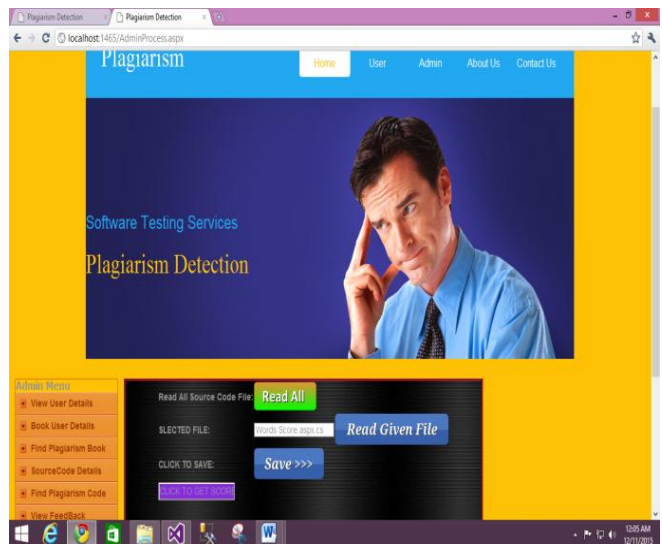 Plagiarism Detection
Plagiarism Detection
localhost:1465/AdminProcess.aspx
Plagiarism
Home User Admin About Us Contact Us
Software Testing Services
Plagiarism Detection
Admin Menu
View User Details
Book User Details
Find Plagiarism Book
SourceCode Details
Find Plagiarism Code
View FeedBack
Read All Source Code File: Read All
SLECTED FILE: Words Score.aspx.cs Read Given File
CLICK TO SAVE: Save >>>
CLICK TO GET SCORE
12:05 AM
12/11/2015